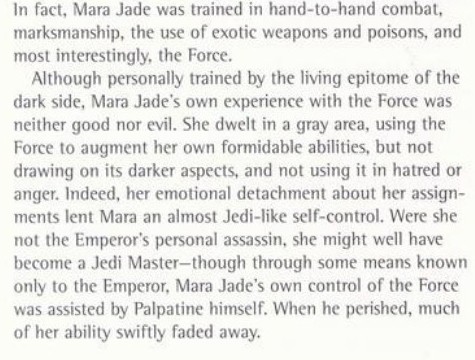 In fact, Mara Jade was trained in hand-to-hand combat,
marksmanship, the use of exotic weapons and poisons, and
most interestingly, the Force.
Although personally trained by the living epitome of the
dark side, Mara Jade's own experience with the Force was
neither good nor evil. She dwelt in a gray area, using the
Force to augment her own formidable abilities, but not
drawing on its darker aspects, and not using it in hatred or
anger. Indeed, her emotional detachment about her assign-
ments lent Mara an almost Jedi-like self-control. Were she
not the Emperor's personal assassin, she might well have
become a Jedi Master—though through some means known
only to the Emperor, Mara Jade's own control of the Force
was assisted by Palpatine himself. When he perished, much
of her ability swiftly faded away.